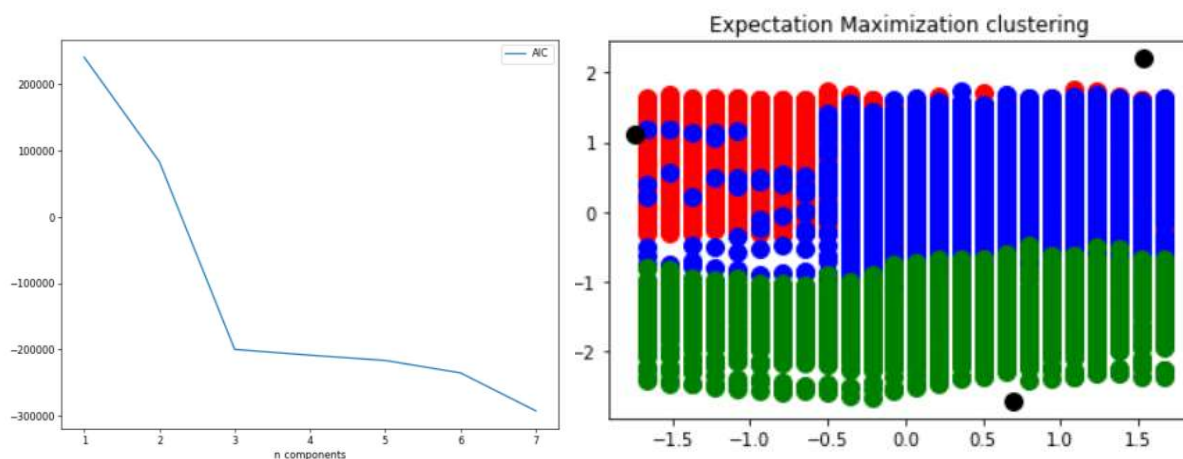 AIC
200000
100000
0
−100000
−200000
−300000
1 2 3 4 5 6 7
n components
Expectation Maximization clustering
2
1
0
−1
−2
−1.5 −1.0 −0.5 0.0 0.5 1.0 1.5